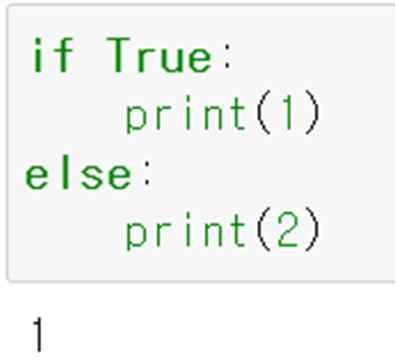 if True:
    print(1)
else:
    print(2)
1